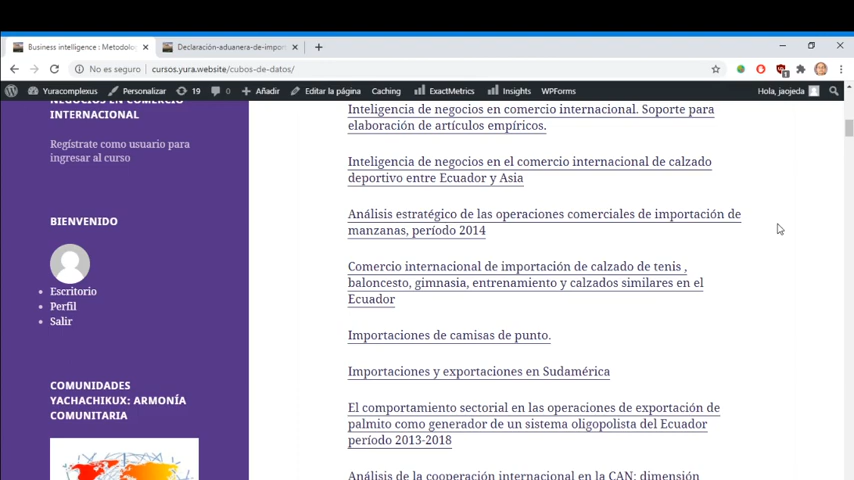 Business intelligence : Metodolo
Declaración-aduanera-de-impor
No es seguro
cursos.yura.website/cubos-de-datos/
Yuracomplexus
Personalizar
19
0
Añadir
Editar la página
Caching
ExactMetrics
Insights
WPForms
Hola, jaojeda
NEGOCIOS EN COMERCIO
INTERNACIONAL
Regístrate como usuario para
ingresar al curso
BIENVENIDO
Escritorio
Perfil
Salir
COMUNIDADES
YACHACHIKUX: ARMONÍA
COMUNITARIA
Inteligencia de negocios en comercio internacional. Soporte para
elaboración de artículos empíricos.
Inteligencia de negocios en el comercio internacional de calzado
deportivo entre Ecuador y Asia
Análisis estratégico de las operaciones comerciales de importación de
manzanas, período 2014
Comercio internacional de importación de calzado de tenis ,
baloncesto, gimnasia, entrenamiento y calzados similares en el
Ecuador
Importaciones de camisas de punto.
Importaciones y exportaciones en Sudamérica
El comportamiento sectorial en las operaciones de exportación de
palmito como generador de un sistema oligopolista del Ecuador
período 2013-2018
Análisis de la cooperación internacional en la CAN: dimensión